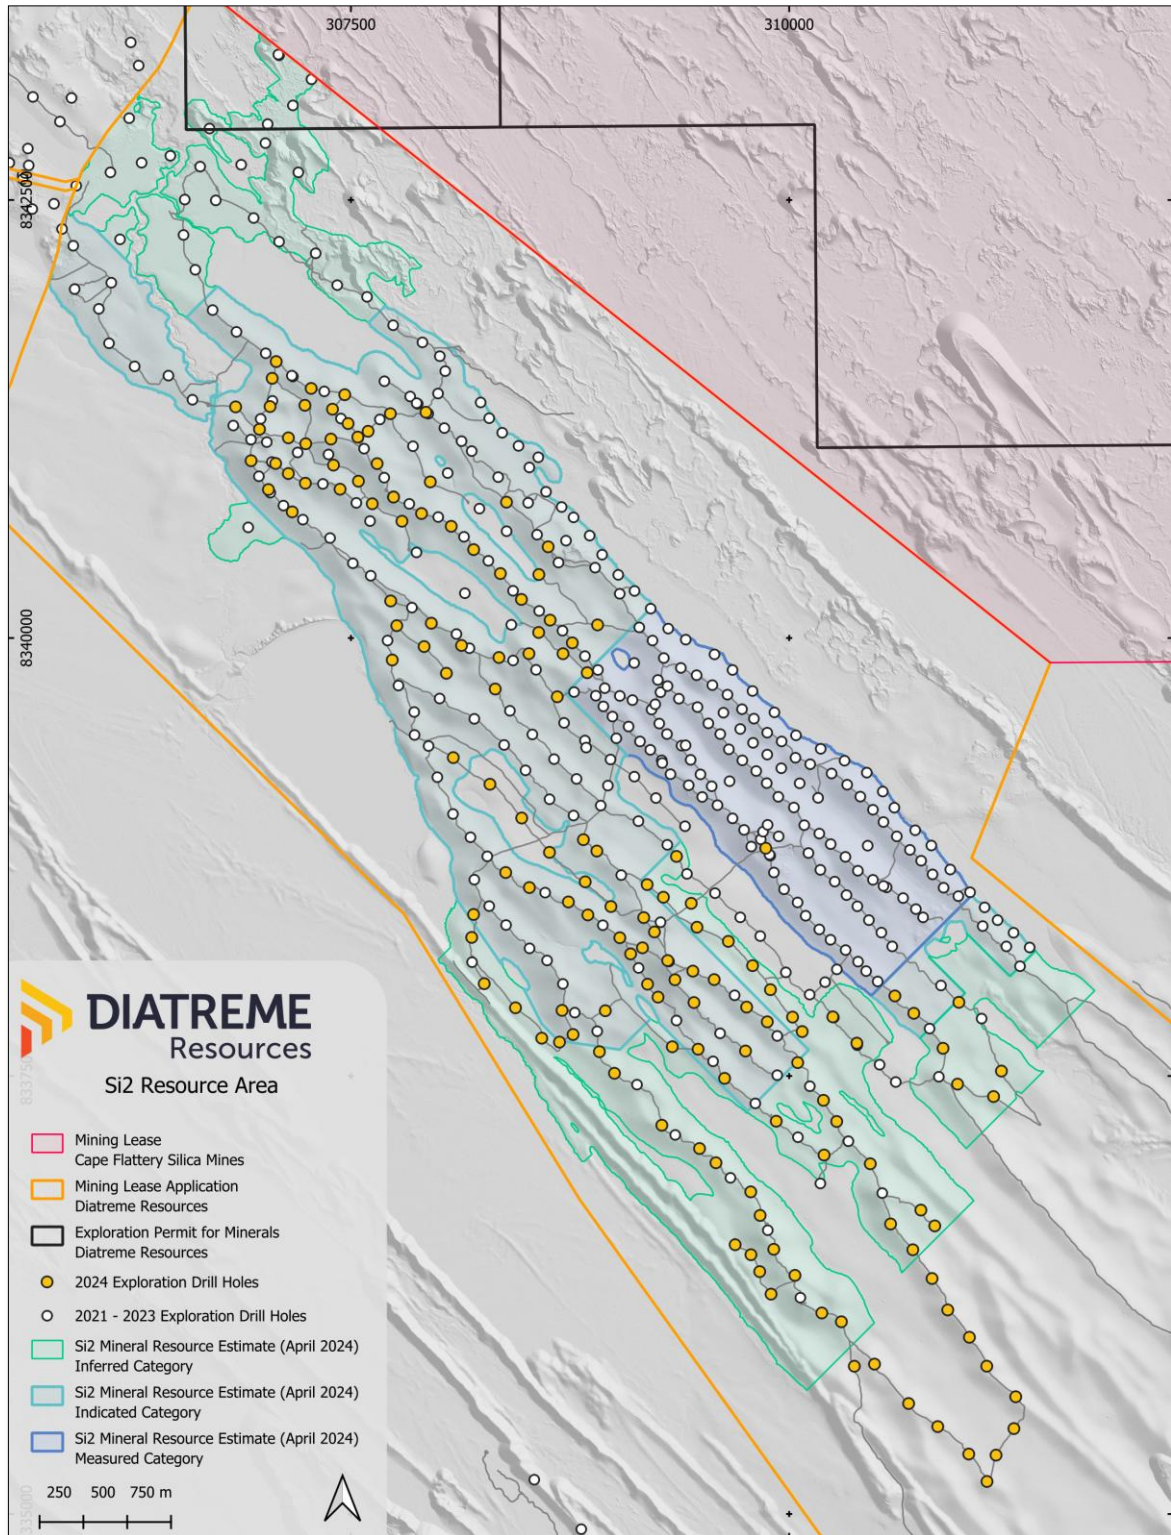 307500
310000
8342500
8340000
8337500
8335000
DIATREME
Resources
Si2 Resource Area
Mining Lease
Cape Flattery Silica Mines
Mining Lease Application
Diatreme Resources
Exploration Permit for Minerals
Diatreme Resources
2024 Exploration Drill Holes
2021 - 2023 Exploration Drill Holes
Si2 Mineral Resource Estimate (April 2024)
Inferred Category
Si2 Mineral Resource Estimate (April 2024)
Indicated Category
Si2 Mineral Resource Estimate (April 2024)
Measured Category
250 500 750 m